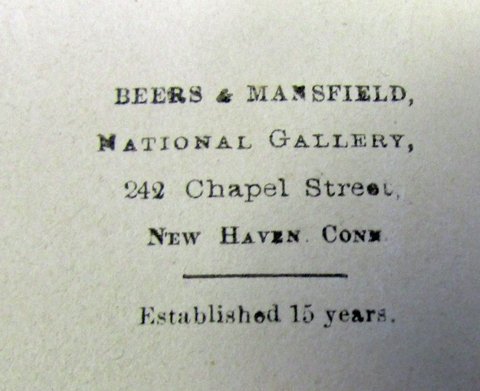 BEERS & MANSFIELD,
NATIONAL GALLERY,
242 Chapel Street,
NEW HAVEN. CONN
Established 15 years.